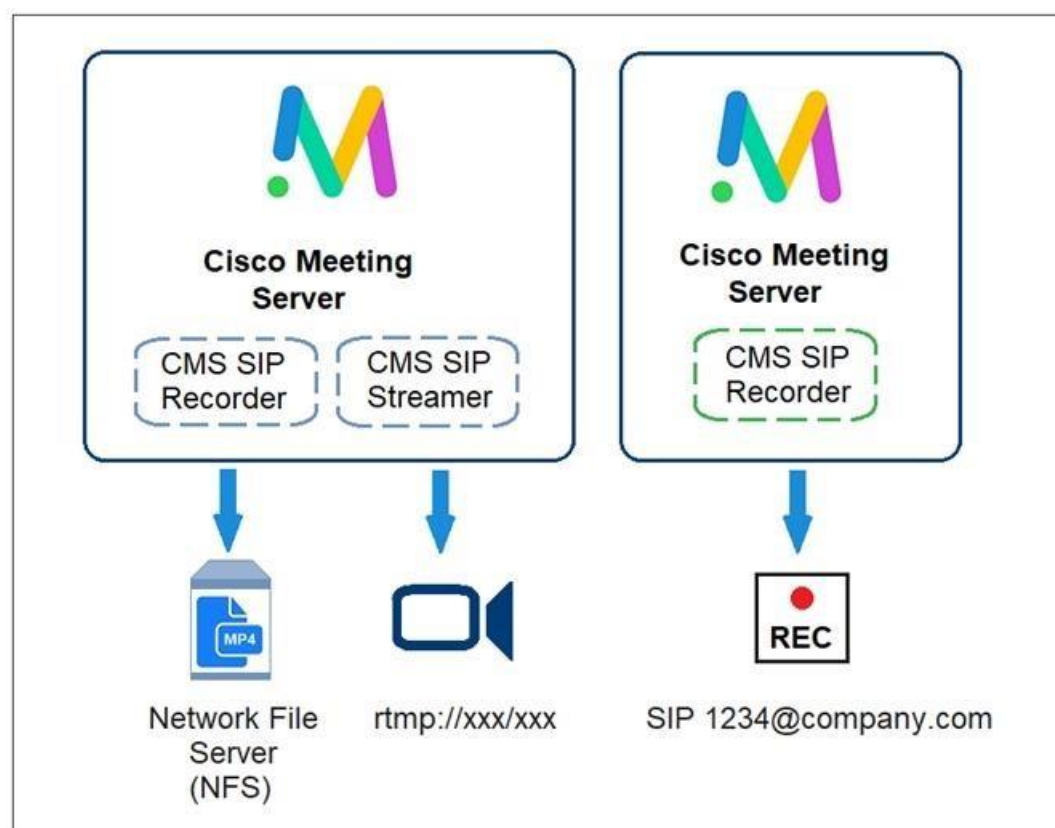 Cisco Meeting
Server
CMS SIP
Recorder
CMS SIP
Streamer
MP4
Network File
Server
(NFS)
rtmp://xxx/xxx
Cisco Meeting
Server
CMS SIP
Recorder
REC
SIP 1234@company.com